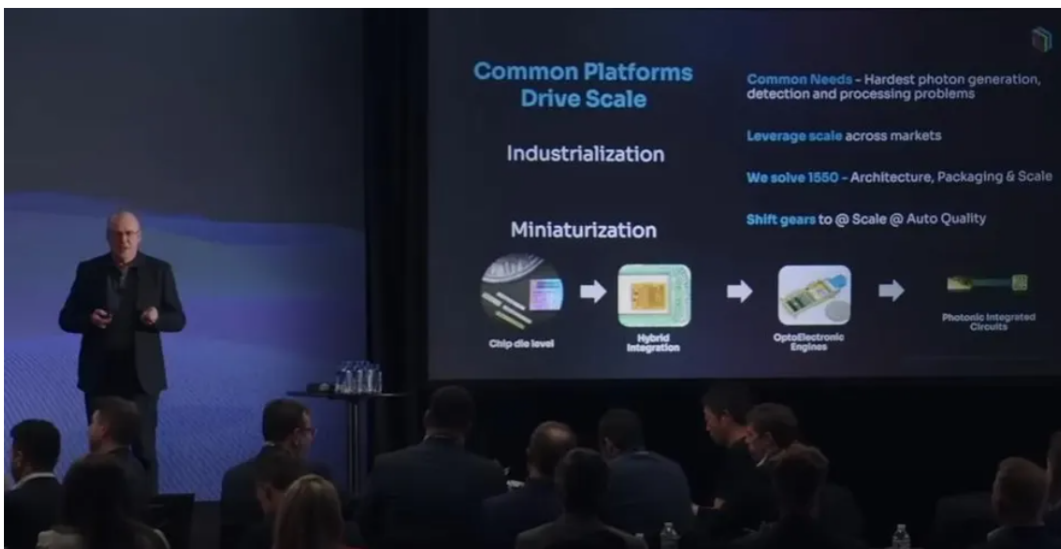 Common Platforms
Drive Scale
Industrialization
Miniaturization
Common Needs - Hardest photon generation,
detection and processing problems
Leverage scale across markets
We solve 1550 - Architecture, Packaging & Scale
Shift gears to @ Scale @ Auto Quality
Chip die level
Hybrid
Integration
OptoElectronic
Engines
Photonic Integrated
Circuits